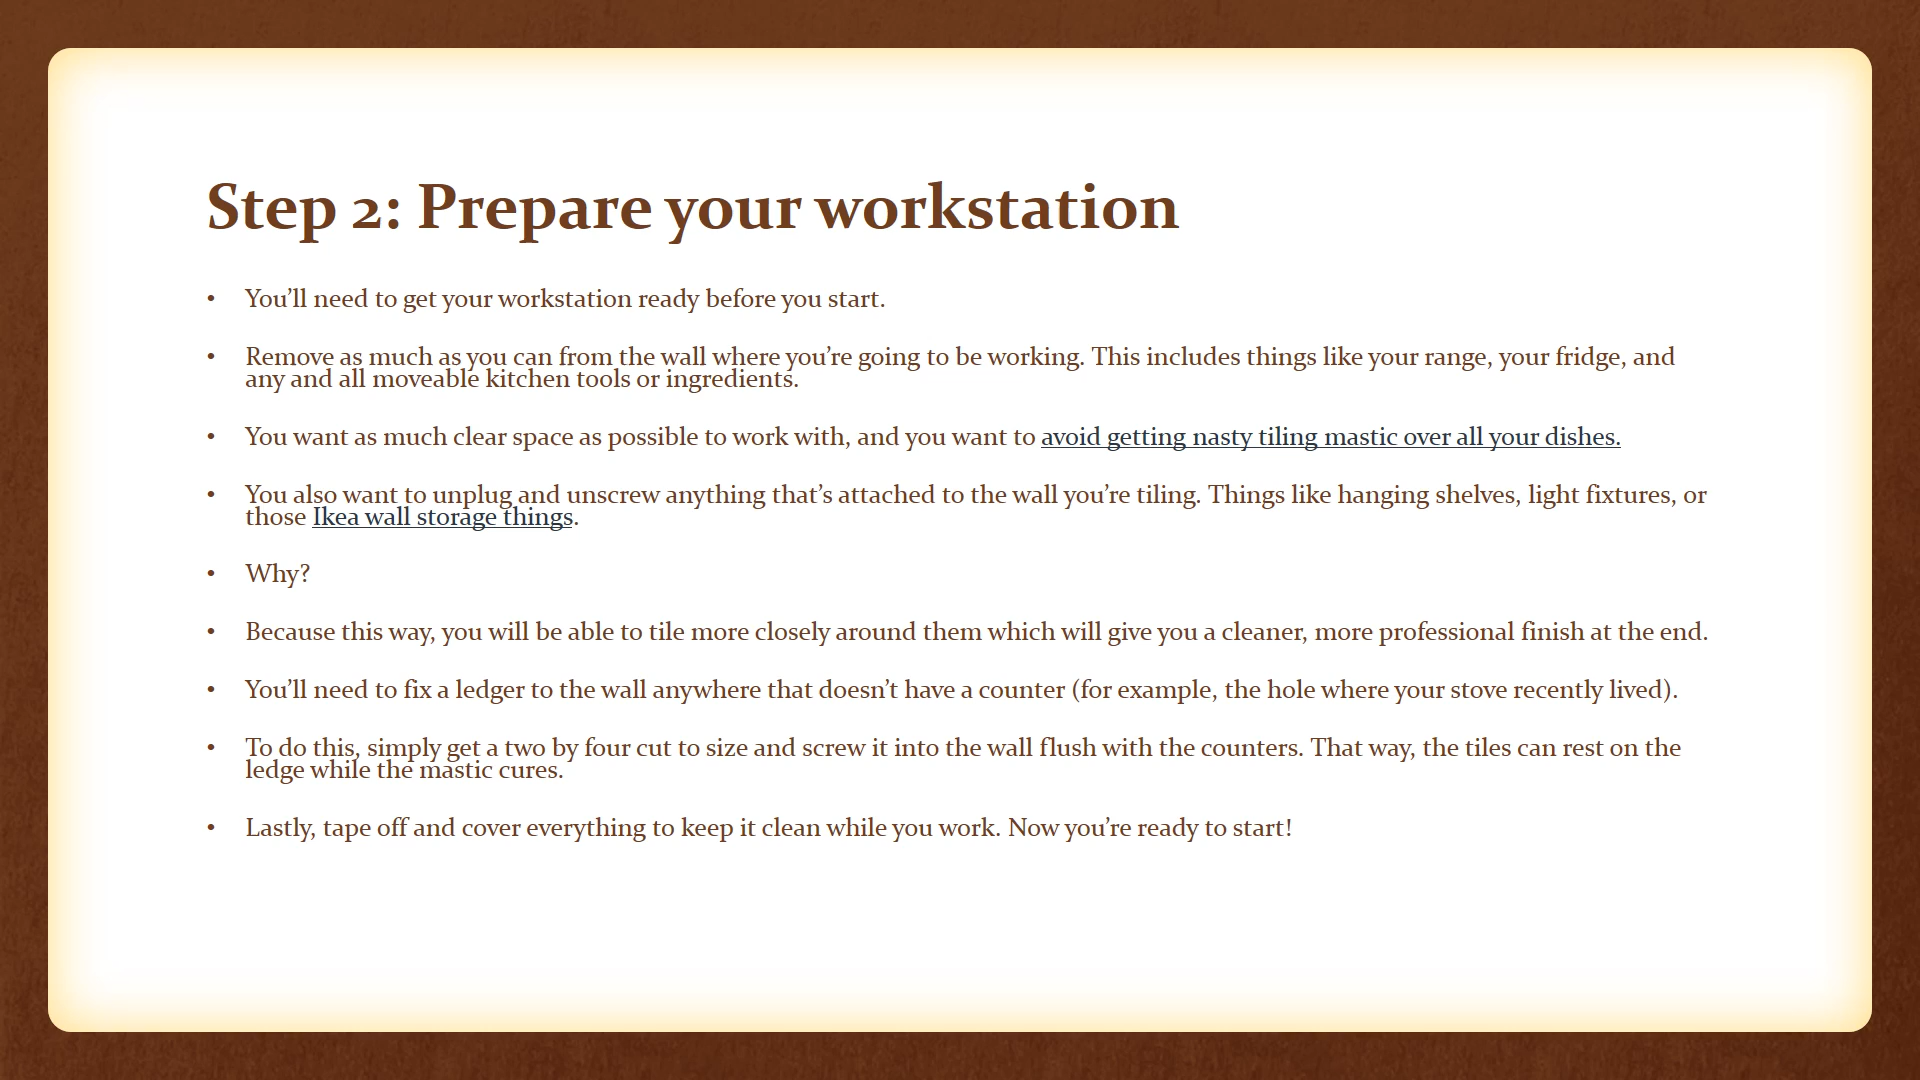 Step 2: Prepare your workstation
• You’ll need to get your workstation ready before you start.
• Remove as much as you can from the wall where you’re going to be working. This includes things like your range, your fridge, and
any and all moveable kitchen tools or ingredients.
• You want as much clear space as possible to work with, and you want to avoid getting nasty tiling mastic over all your dishes.
• You also want to unplug and unscrew anything that’s attached to the wall you’re tiling. Things like hanging shelves, light fixtures, or
those Ikea wall storage things.
• Why?
• Because this way, you will be able to tile more closely around them which will give you a cleaner, more professional finish at the end.
• You’ll need to fix a ledger to the wall anywhere that doesn’t have a counter (for example, the hole where your stove recently lived).
• To do this, simply get a two by four cut to size and screw it into the wall flush with the counters. That way, the tiles can rest on the
ledge while the mastic cures.
• Lastly, tape off and cover everything to keep it clean while you work. Now you’re ready to start!